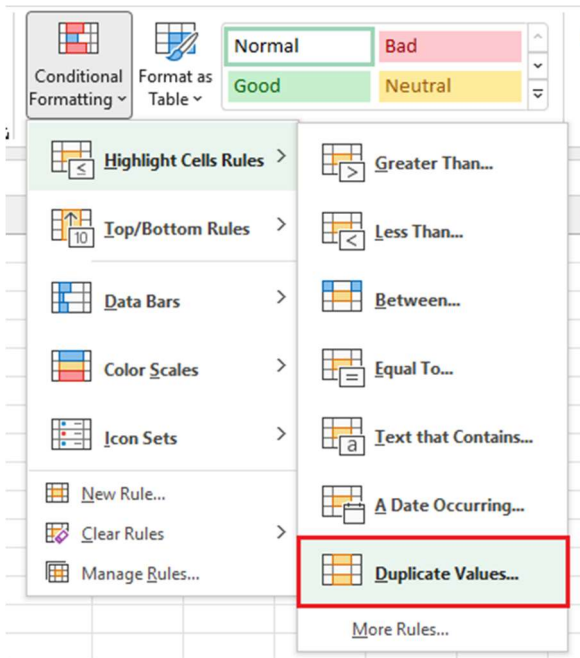 Conditional
Formatting
Format as
Table
Normal
Bad
Good
Neutral
Highlight Cells Rules
Top/Bottom Rules
10
Data Bars
Color Scales
Icon Sets
New Rule...
Clear Rules
Manage Rules...
Greater Than...
Less Than...
Between...
Equal To...
a
Text that Contains...
A Date Occurring...
Duplicate Values...
More Rules...